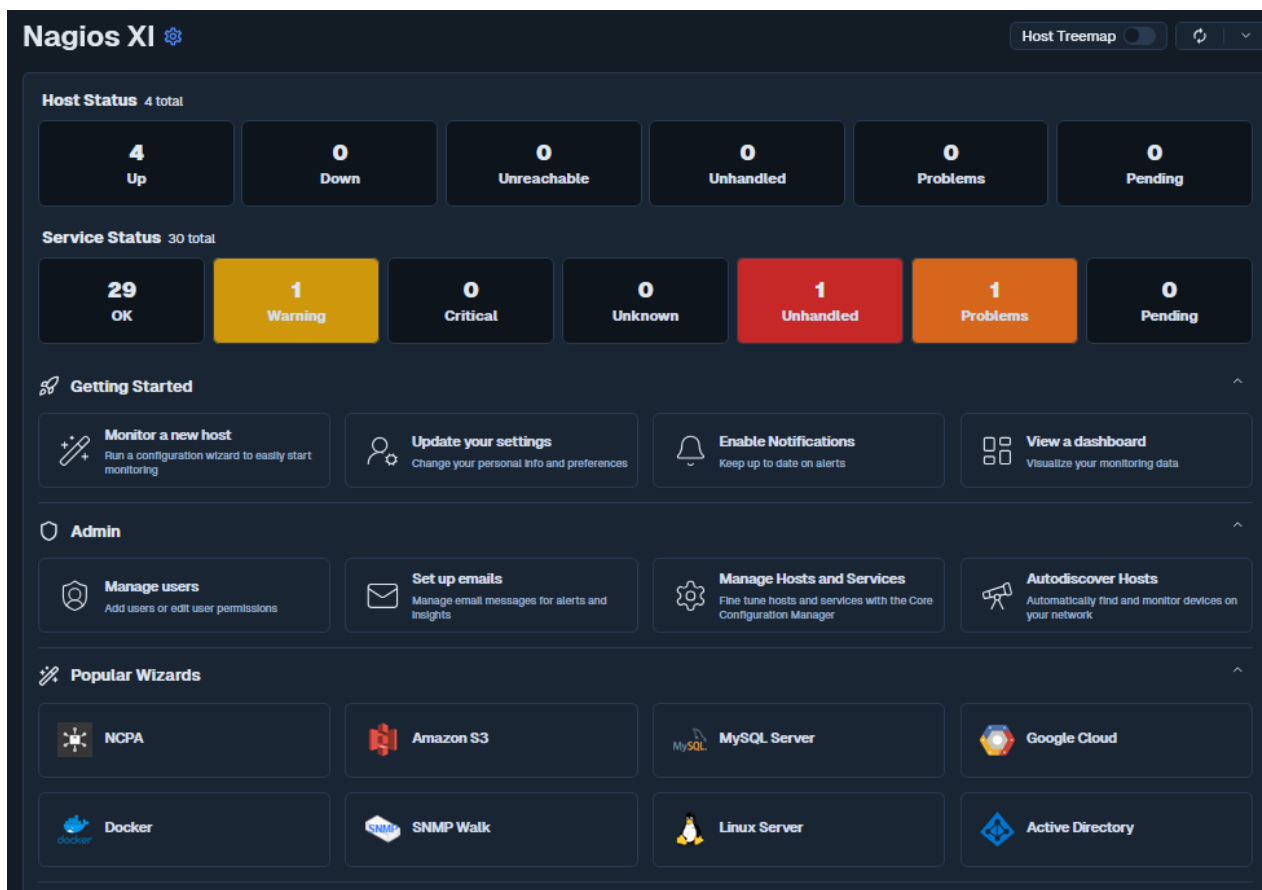 Nagios XI
Host Treemap
Host Status 4 total
4
Up
0
Down
0
Unreachable
0
Unhandled
0
Problems
0
Pending
Service Status 30 total
29
OK
1
Warning
0
Critical
0
Unknown
1
Unhandled
1
Problems
0
Pending
Getting Started
Monitor a new host
Run a configuration wizard to easily start
monitoring
Update your settings
Change your personal info and preferences
Enable Notifications
Keep up to date on alerts
View a dashboard
Visualize your monitoring data
Admin
Manage users
Add users or edit user permissions
Set up emails
Manage email messages for alerts and
insights
Manage Hosts and Services
Fine tune hosts and services with the Core
Configuration Manager
Autodiscover Hosts
Automatically find and monitor devices on
your network
Popular Wizards
NCPA
Amazon S3
MySQL
MySQL Server
Google Cloud
docker
Docker
SNMP
SNMP Walk
Linux Server
Active Directory